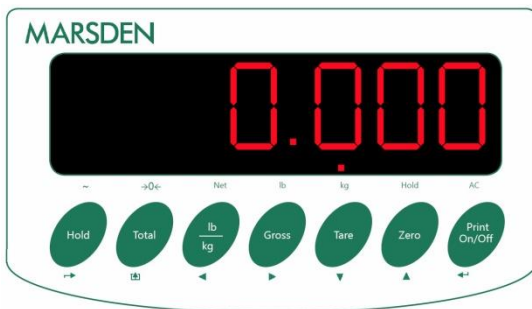 MARSDEN
0.000
~ →0← Net lb kg Hold AC
Hold Total lb/kg Gross Tare Zero Print On/Off